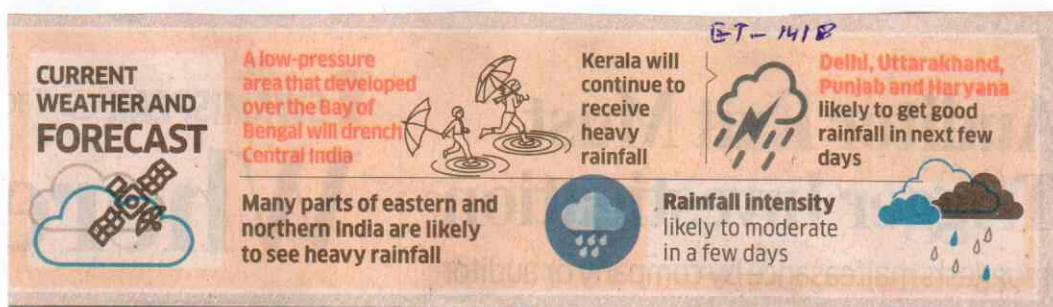 ET- 1418
CURRENT
WEATHER AND
FORECAST
A low-pressure
area that developed
over the Bay of
Bengal will drench
Central India
Kerala will
continue to
receive
heavy
rainfall
Delhi, Uttarakhand,
Punjab and Haryana
likely to get good
rainfall in next few
days
Many parts of eastern and
northern India are likely
to see heavy rainfall
Rainfall intensity
likely to moderate
in a few days